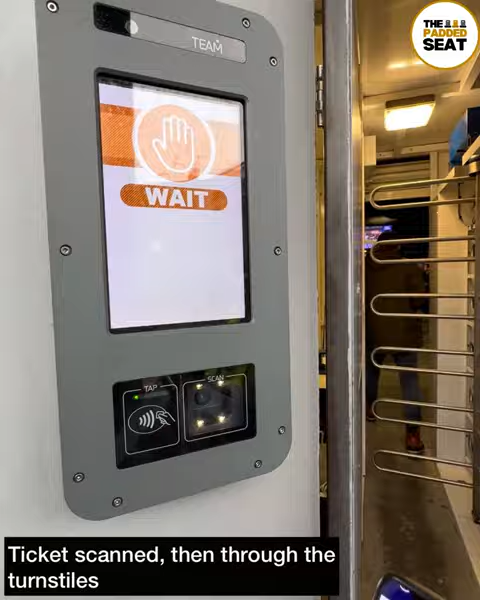 TEAM
THE
PADDED
SEAT
WAIT
TAP
SCAN
Ticket scanned, then through the
turnstiles